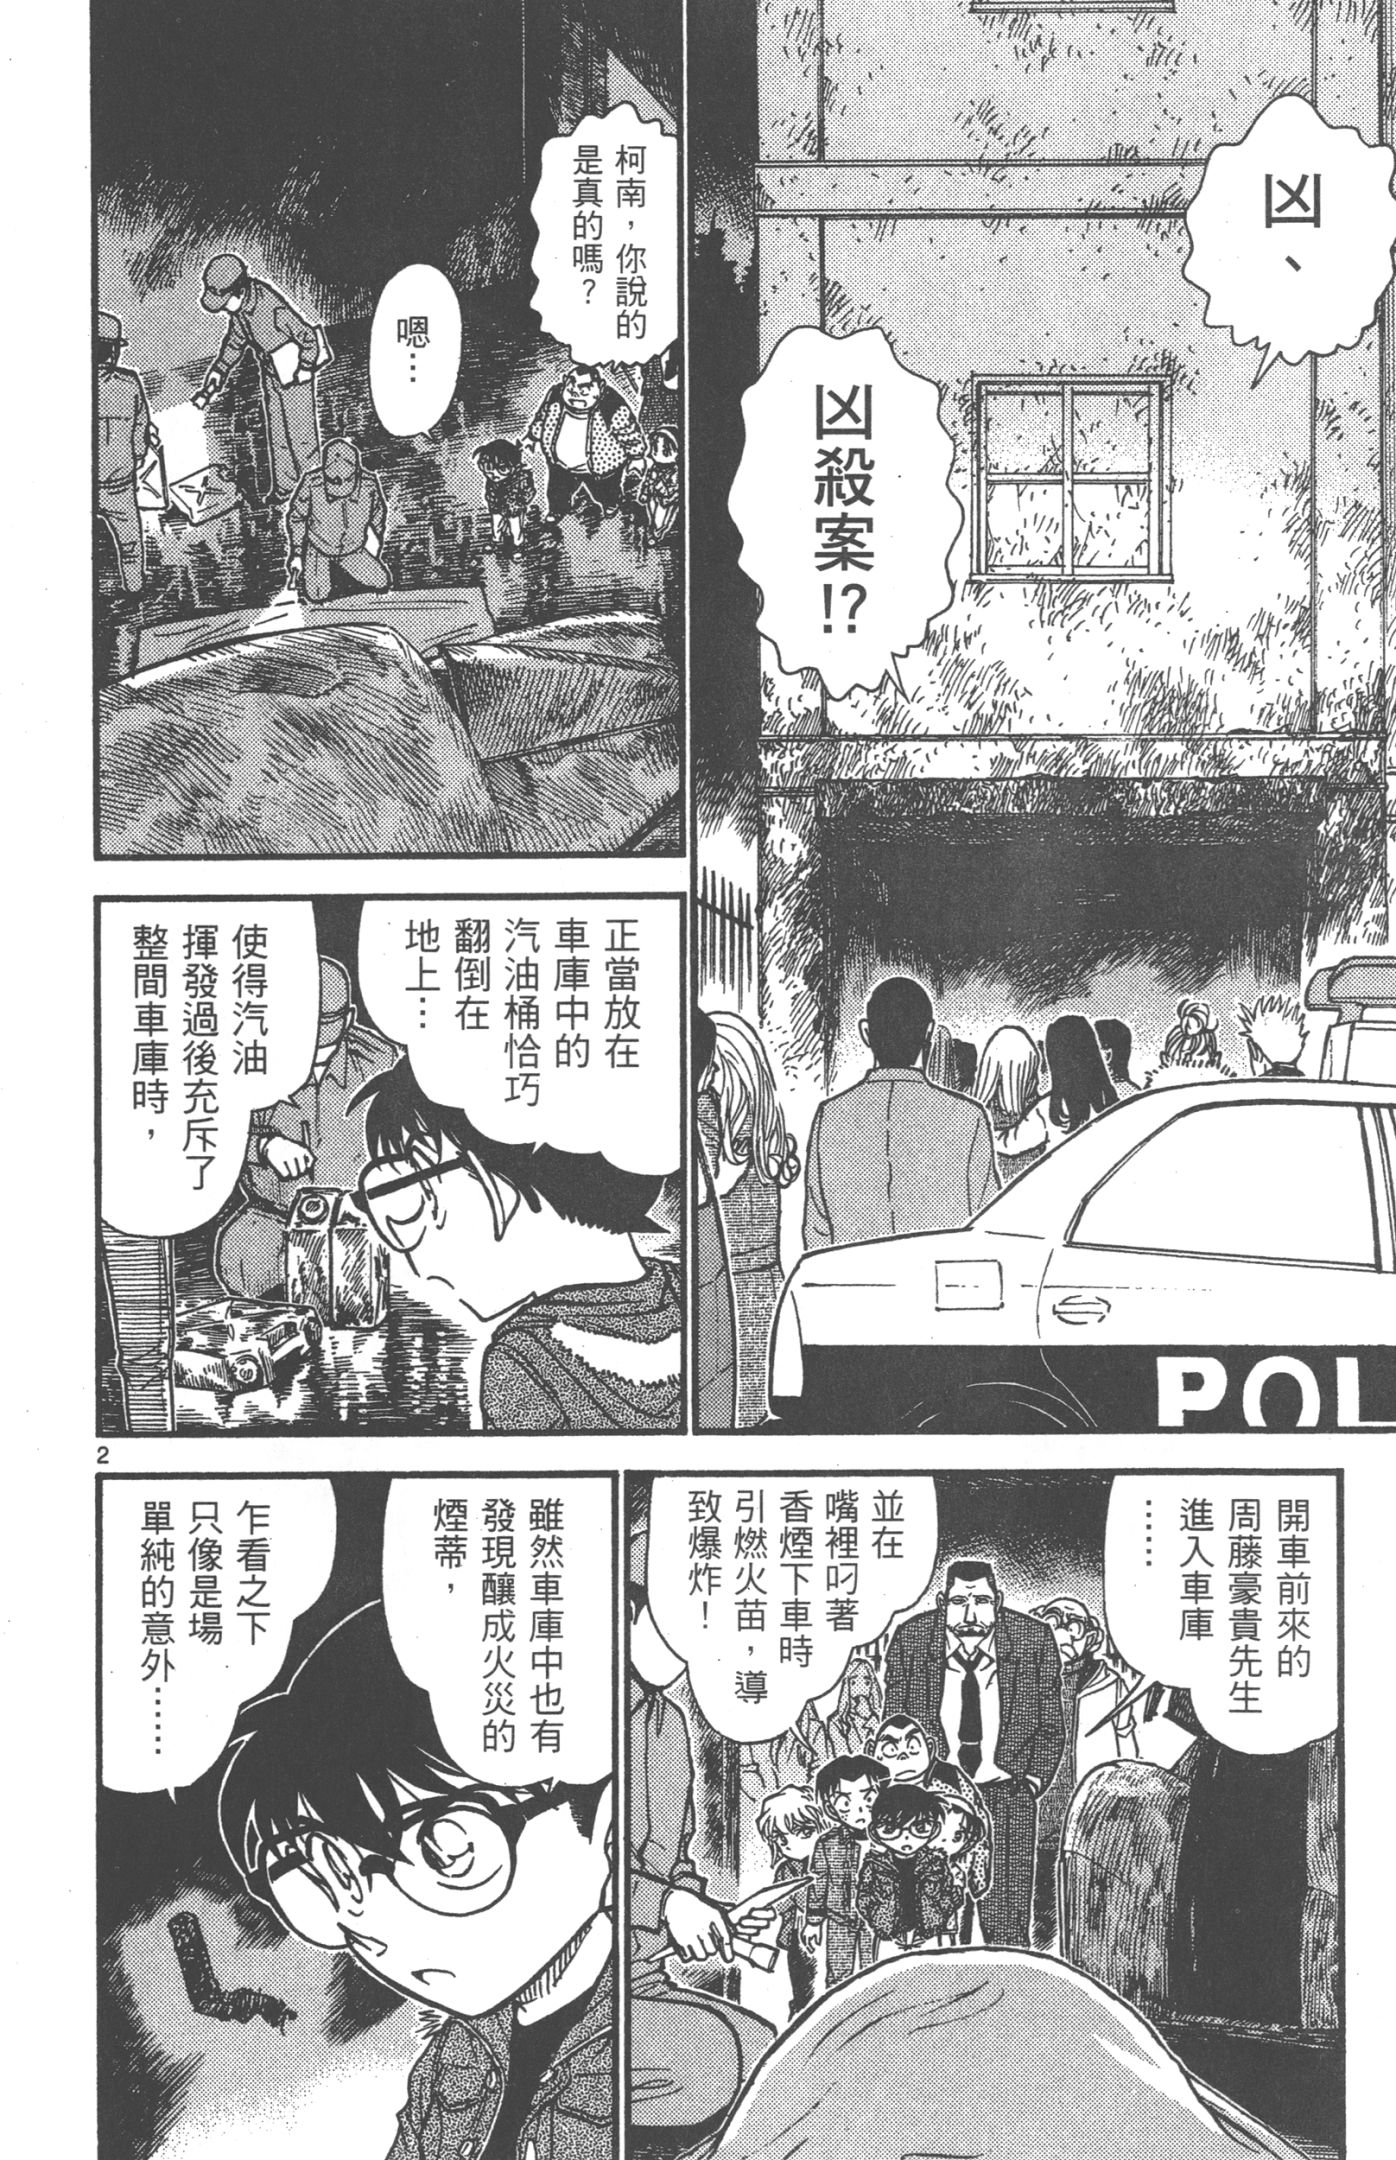 凶、
凶殺案!?
POL
柯南，你說的
是真的嗎？
嗯…
正當放在
車庫中的
汽油桶恰巧
翻倒在
地上…
使得汽油
揮發過後充斥了
整間車庫時，
開車前來的
周藤豪貴先生
進入車庫
……
並在
嘴裡叼著
香煙下車時
引燃火苗，導
致爆炸！
雖然車庫中也有
發現釀成火災的
煙蒂，
乍看之下
只像是場
單純的意外……
2